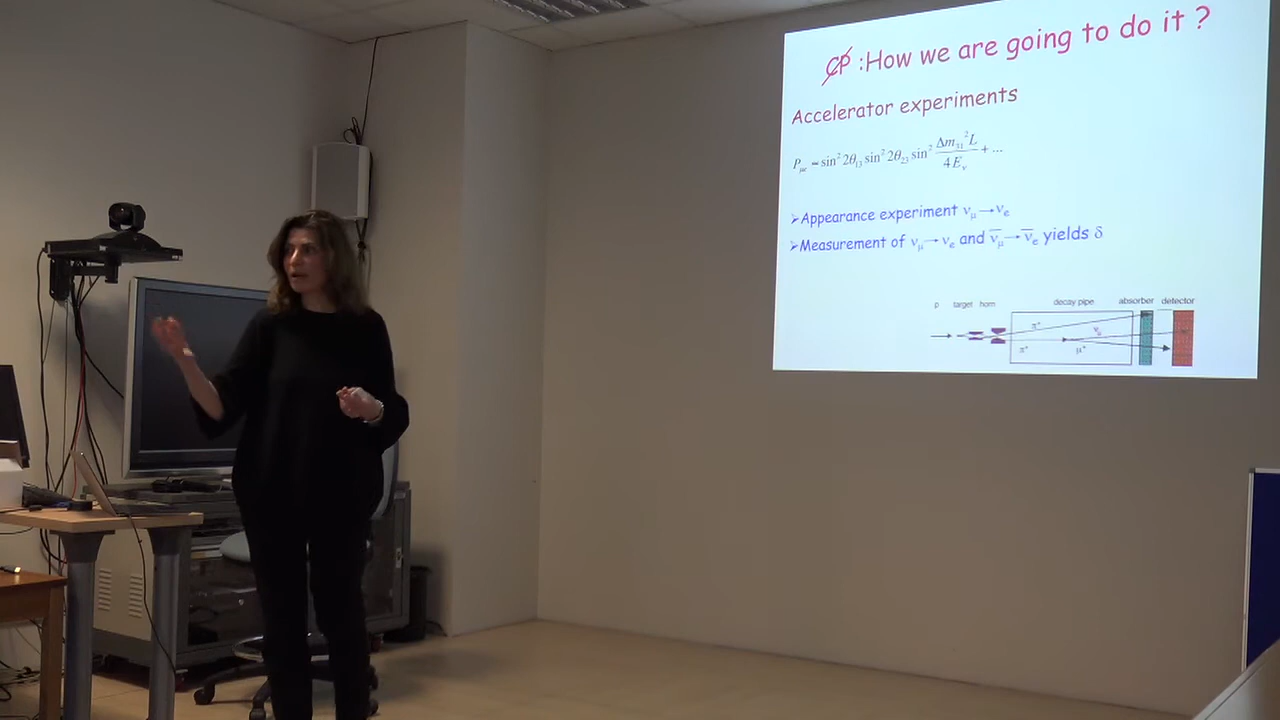 C̸P̸ :How we are going to do it ?
Accelerator experiments
P_μe = sin² 2θ₁₃ sin² 2θ₂₃ sin² Δm₃₁² L / 4E_ν + ...
➢Appearance experiment ν_μ→ν_e
➢Measurement of ν_μ→ν_e and ν̅_μ→ν̅_e yields δ
p target horn decay pipe absorber detector
π⁺
π⁺ μ⁺